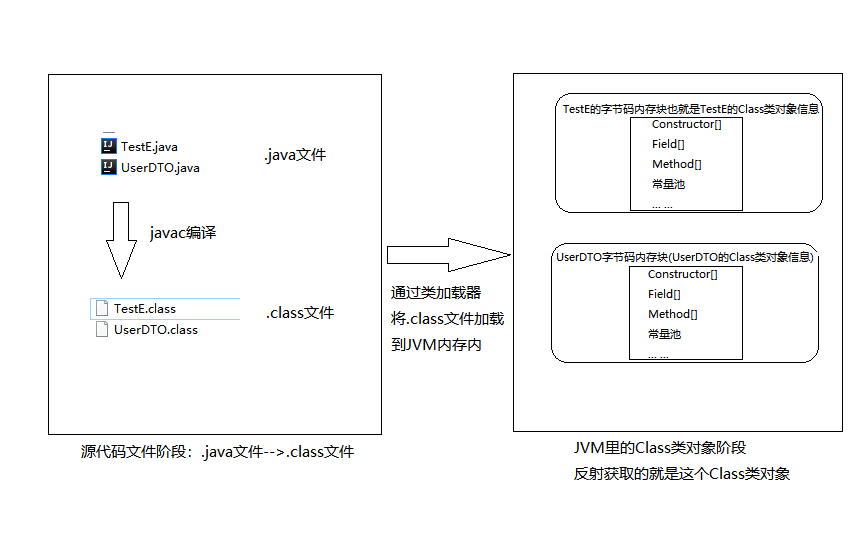 TestE.java
UserDTO.java
.java文件
javac编译
TestE.class
UserDTO.class
.class文件
源代码文件阶段：.java文件-->.class文件
通过类加载器
将.class文件加载
到JVM内存内
TestE的字节码内存块也就是TestE的Class类对象信息
Constructor[]
Field[]
Method[]
常量池
... ...
UserDTO字节码内存块(UserDTO的Class类对象信息)
Constructor[]
Field[]
Method[]
常量池
... ...
JVM里的Class类对象阶段
反射获取的就是这个Class类对象